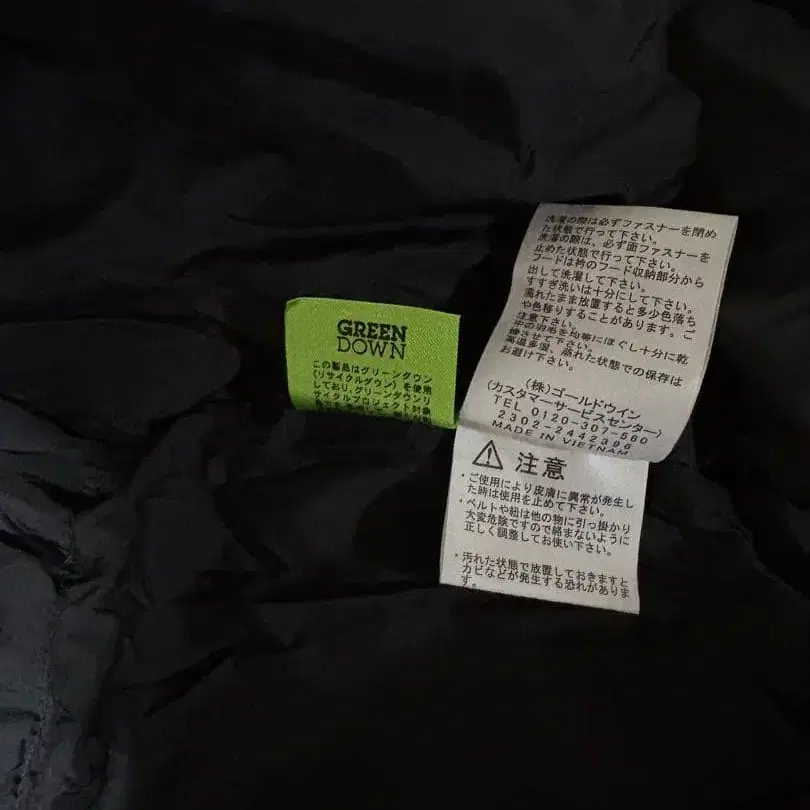 GREEN
DOWN
この製品はグリーンダウン
(リサイクルダウン)を使用
しており、グリーンダウンリ
サイクルプロジェクト対象
洗濯の際は必ずファスナーを閉め
た状態で行って下さい。
洗濯の際は、必ず面ファスナーを
止めた状態で行って下さい。
フードは衿のフード収納部分から
出して洗濯して下さい。
すすぎ洗いは十分にして下さい。
濡れたまま放置すると多少色落ち
や色移りすることがあります。ご
注意下さい。
中の羽毛を均等にほぐし十分に乾
燥させて下さい。
高温多湿、濡れた状態での保存は
お避け下さい。
(株)ゴールドウイン
(カスタマーサービスセンター)
TEL 0120-307-560
2302-2442396
MADE IN VIETNAM
注意
・ご使用により皮膚に異常が発生し
た時は使用を止めて下さい。
・ベルトや紐は他の物に引っ掛かり
大変危険ですので絡まないように
正しく調整してお使い下さい。
・汚れた状態で放置しておきますと
カビなどが発生する恐れがありま
す。